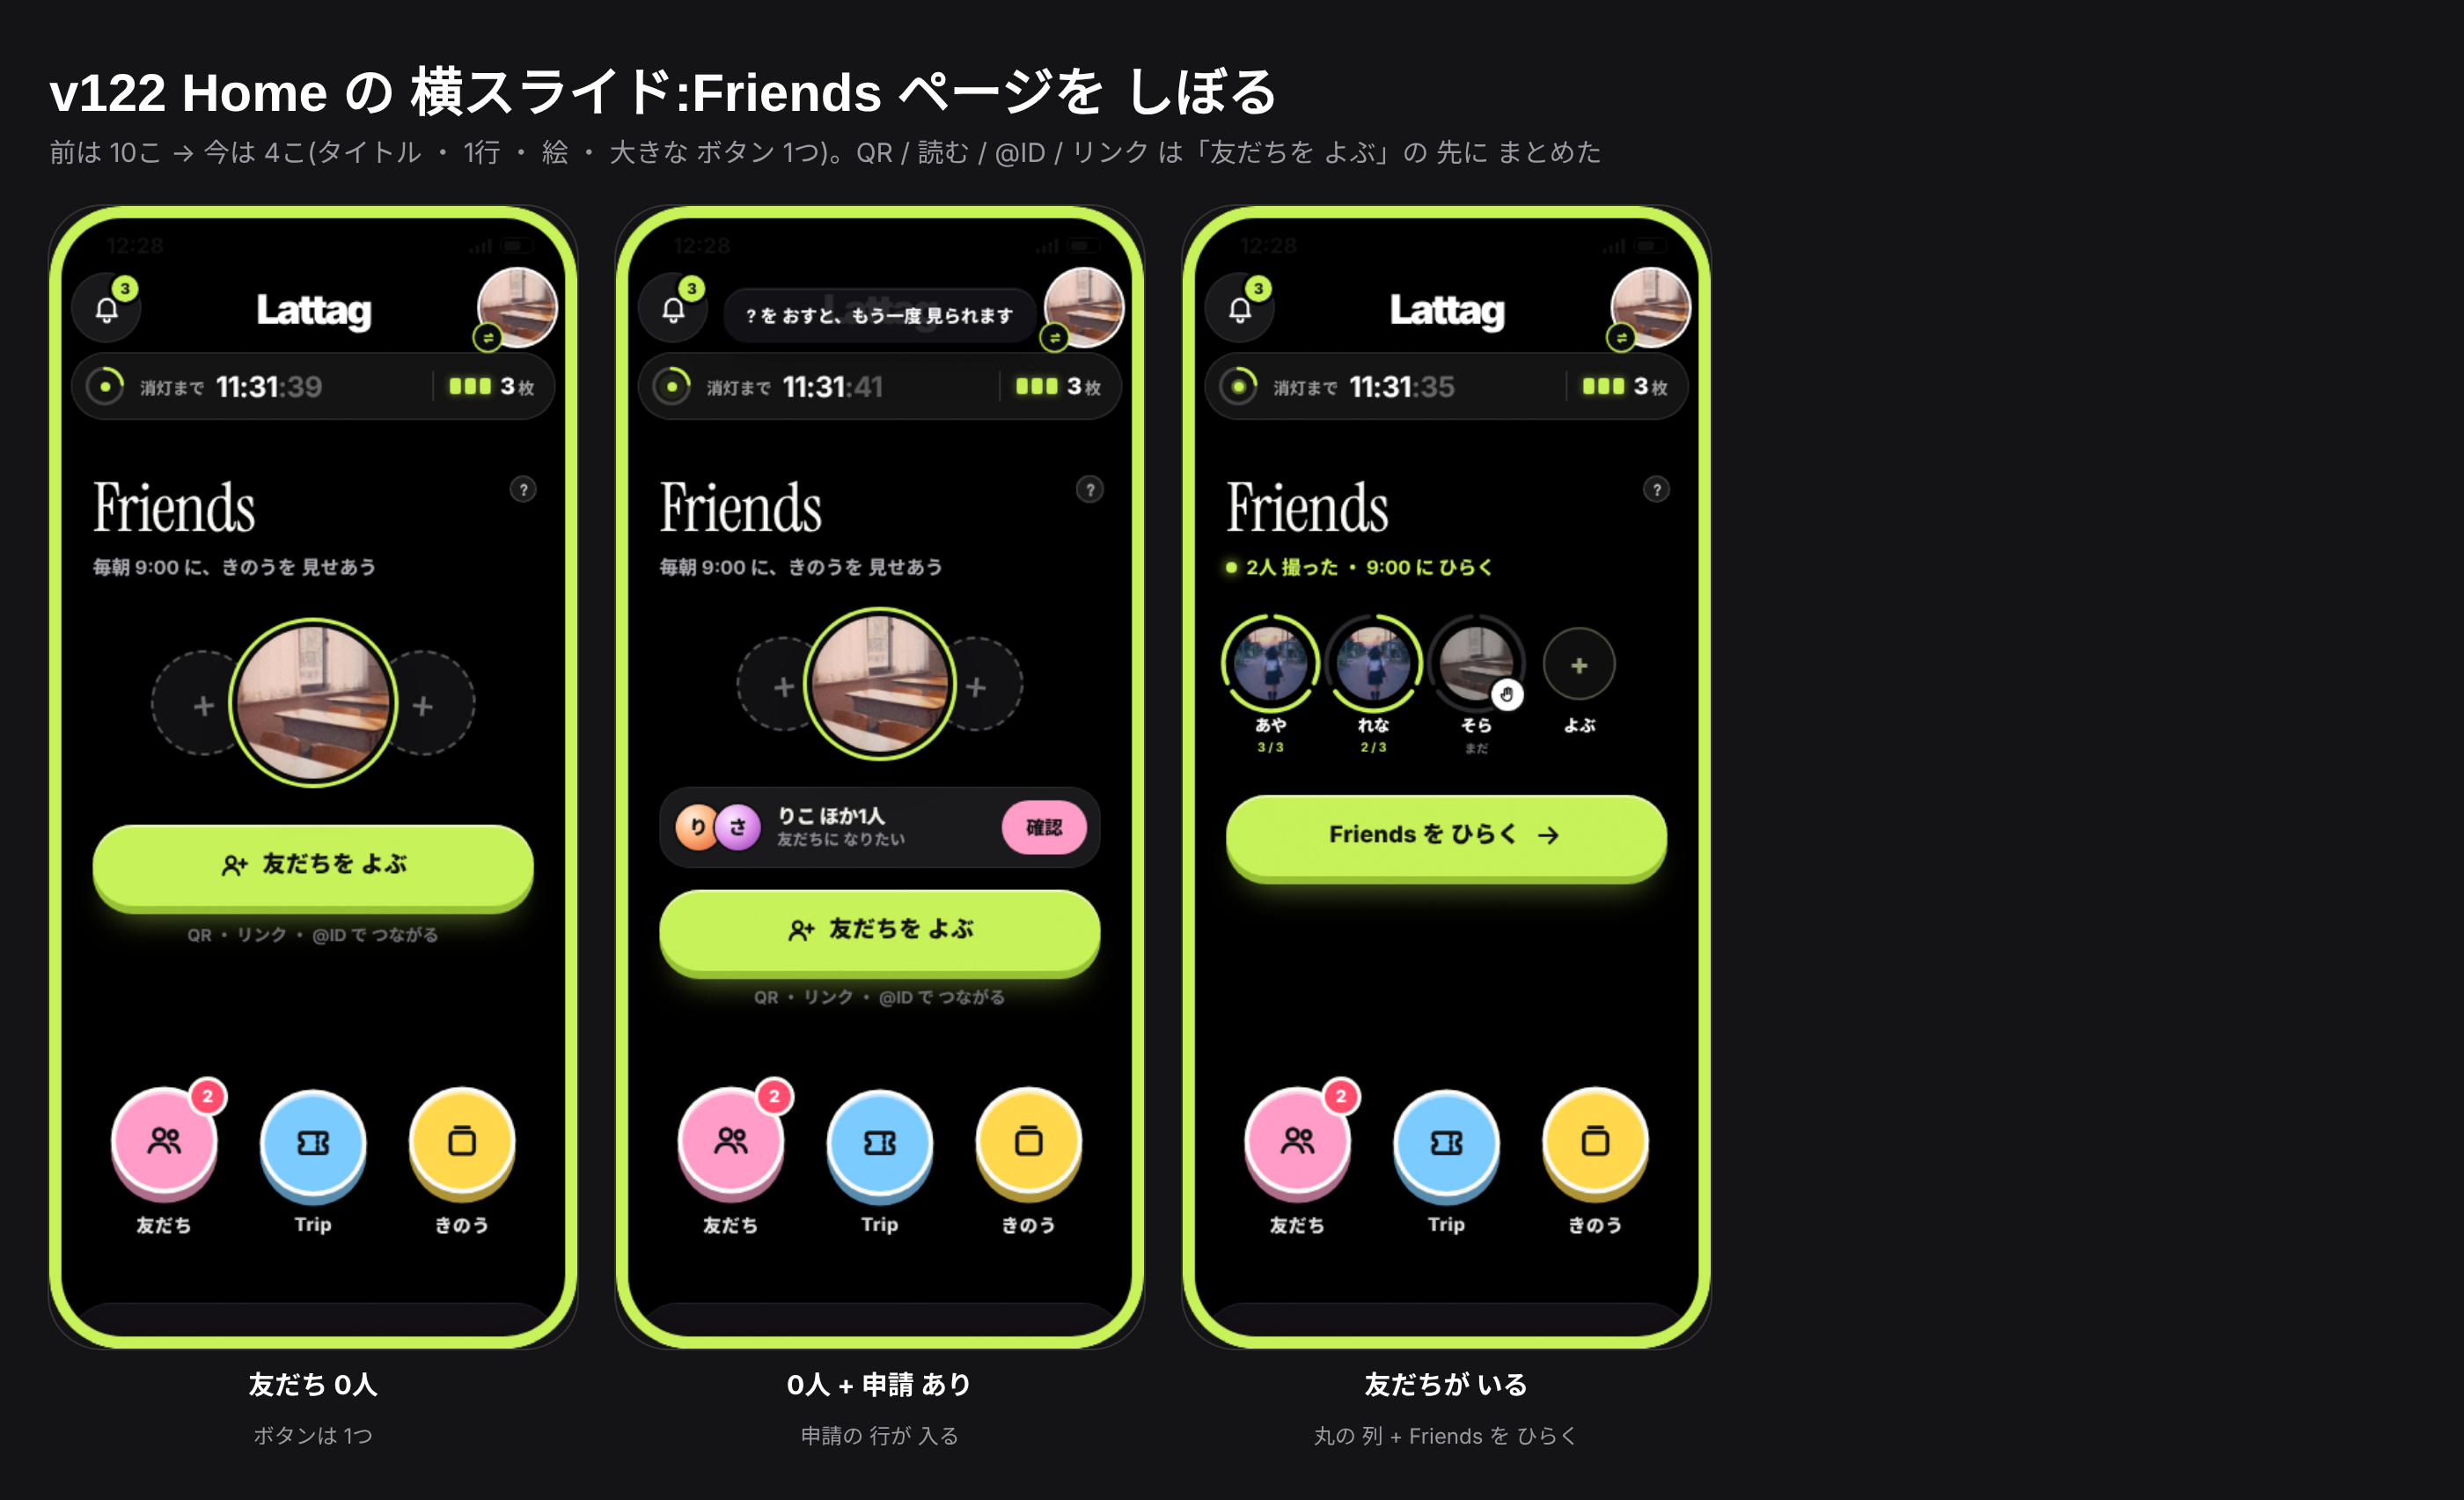 v122 Home の 横スライド:Friends ページを しぼる
前は 10こ → 今は 4こ(タイトル ・ 1行 ・ 絵 ・ 大きな ボタン 1つ)。QR / 読む / @ID / リンク は「友だちを よぶ」の 先に まとめた
12:28
3
Lattag
消灯まで 11:31:39
3枚
Friends
?
毎朝 9:00 に、きのうを 見せあう
+
+
友だちを よぶ
QR ・ リンク ・ @ID で つながる
2
友だち
Trip
きのう
友だち 0人
ボタンは 1つ
12:28
3
Lattag
? を おすと、もう一度 見られます
消灯まで 11:31:41
3枚
Friends
?
毎朝 9:00 に、きのうを 見せあう
+
+
り
さ
りこ ほか1人
友だちに なりたい
確認
友だちを よぶ
QR ・ リンク ・ @ID で つながる
2
友だち
Trip
きのう
0人 + 申請 あり
申請の 行が 入る
12:28
3
Lattag
消灯まで 11:31:35
3枚
Friends
?
2人 撮った ・ 9:00 に ひらく
+
あや
れな
そら
よぶ
3/3
2/3
まだ
Friends を ひらく →
2
友だち
Trip
きのう
友だちが いる
丸の 列 + Friends を ひらく